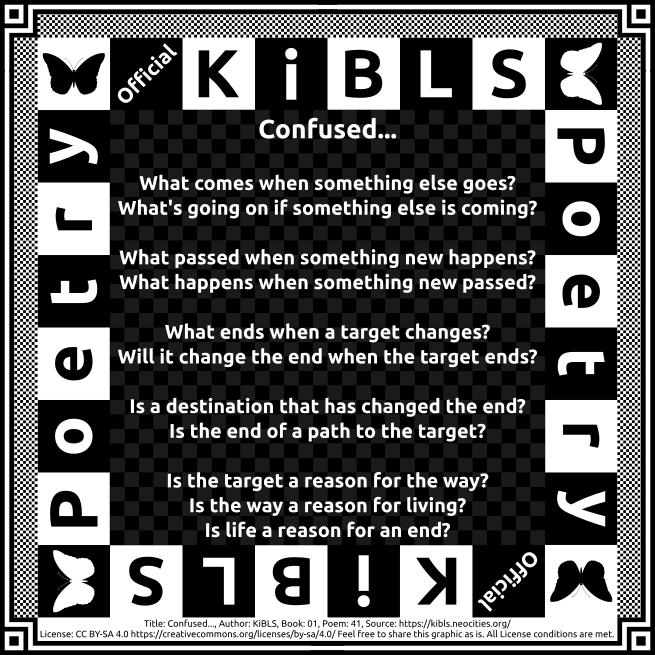 Official KiBLS
Poetry
Poetry
Confused...
What comes when something else goes?
What's going on if something else is coming?
What passed when something new happens?
What happens when something new passed?
What ends when a target changes?
Will it change the end when the target ends?
Is a destination that has changed the end?
Is the end of a path to the target?
Is the target a reason for the way?
Is the way a reason for living?
Is life a reason for an end?
Official KiBLS
Title: Confused..., Author: KiBLS, Book: 01, Poem: 41, Source: https://kibls.neocities.org/
License: CC BY-SA 4.0 https://creativecommons.org/licenses/by-sa/4.0/ Feel free to share this graphic as is. All License conditions are met.